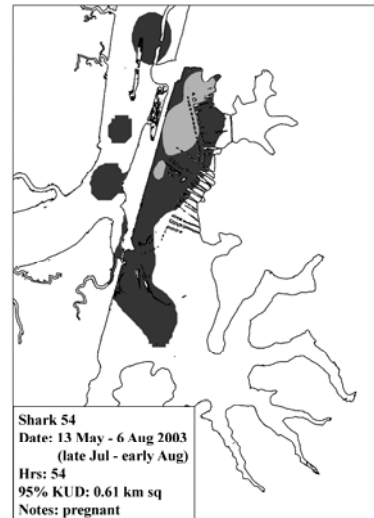 Shark 54
Date: 13 May - 6 Aug 2003
(late Jul - early Aug)
Hrs: 54
95% KUD: 0.61 km sq
Notes: pregnant